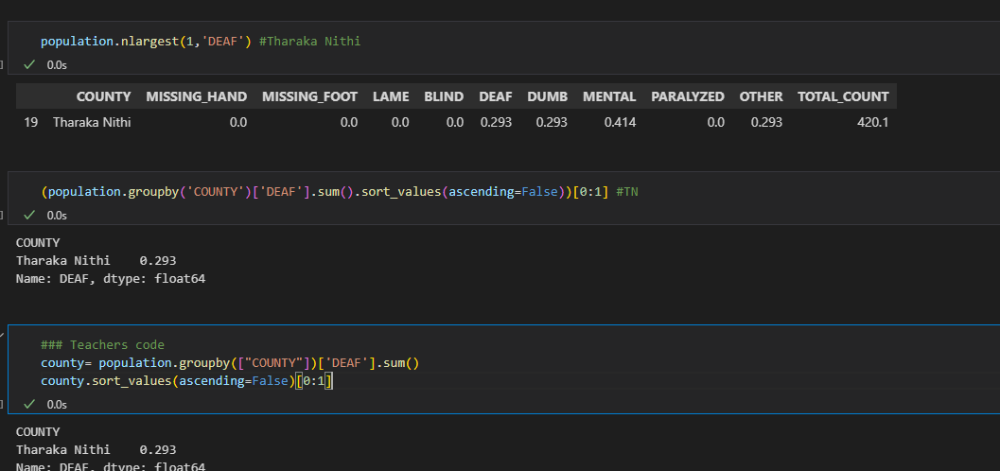 population.nlargest(1,'DEAF') #Tharaka Nithi
0.0s
COUNTY MISSING_HAND MISSING_FOOT LAME BLIND DEAF DUMB MENTAL PARALYZED OTHER TOTAL_COUNT
19 Tharaka Nithi 0.0 0.0 0.0 0.0 0.293 0.293 0.414 0.0 0.293 420.1
(population.groupby('COUNTY')['DEAF'].sum().sort_values(ascending=False))[0:1] #TN
0.0s
COUNTY
Tharaka Nithi    0.293
Name: DEAF, dtype: float64
### Teachers code
county= population.groupby(["COUNTY"])['DEAF'].sum()
county.sort_values(ascending=False)[0:1]
0.0s
COUNTY
Tharaka Nithi    0.293
Name: DEAF, dtype: float64